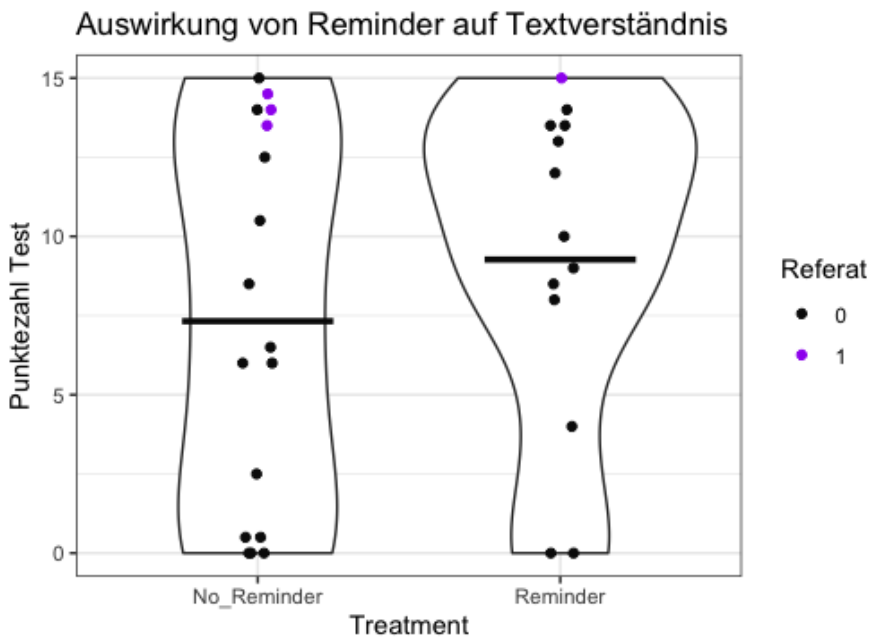 Auswirkung von Reminder auf Textverständnis
Punktezahl Test
15
10
5
0
No_Reminder
Reminder
Treatment
Referat
0
1